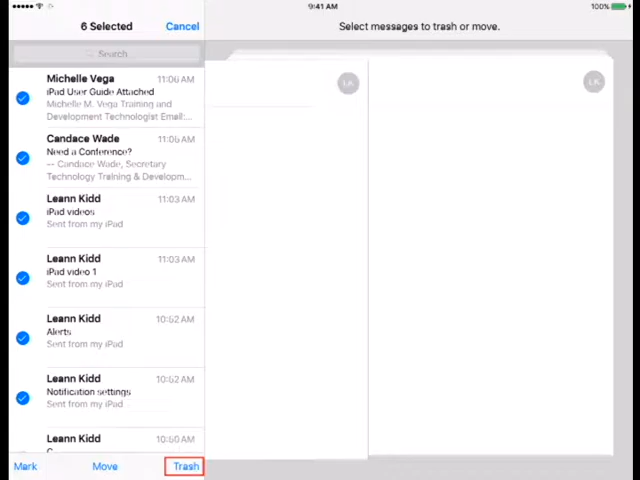 9:41 AM
100%
6 Selected
Cancel
Select messages to trash or move.
Search
Michelle Vega 11:06 AM
iPad User Guide Attached
Michelle M. Vega Training and
Development Technologist Email:...
Candace Wade 11:05 AM
Need a Conference?
-- Candace Wade, Secretary
Technology Training & Developm...
Leann Kidd 11:03 AM
iPad videos
Sent from my iPad
Leann Kidd 11:03 AM
iPad video 1
Sent from my iPad
Leann Kidd 10:52 AM
Alerts
Sent from my iPad
Leann Kidd 10:52 AM
Notification settings
Sent from my iPad
Leann Kidd 10:50 AM
LK
LK
Mark
Move
Trash